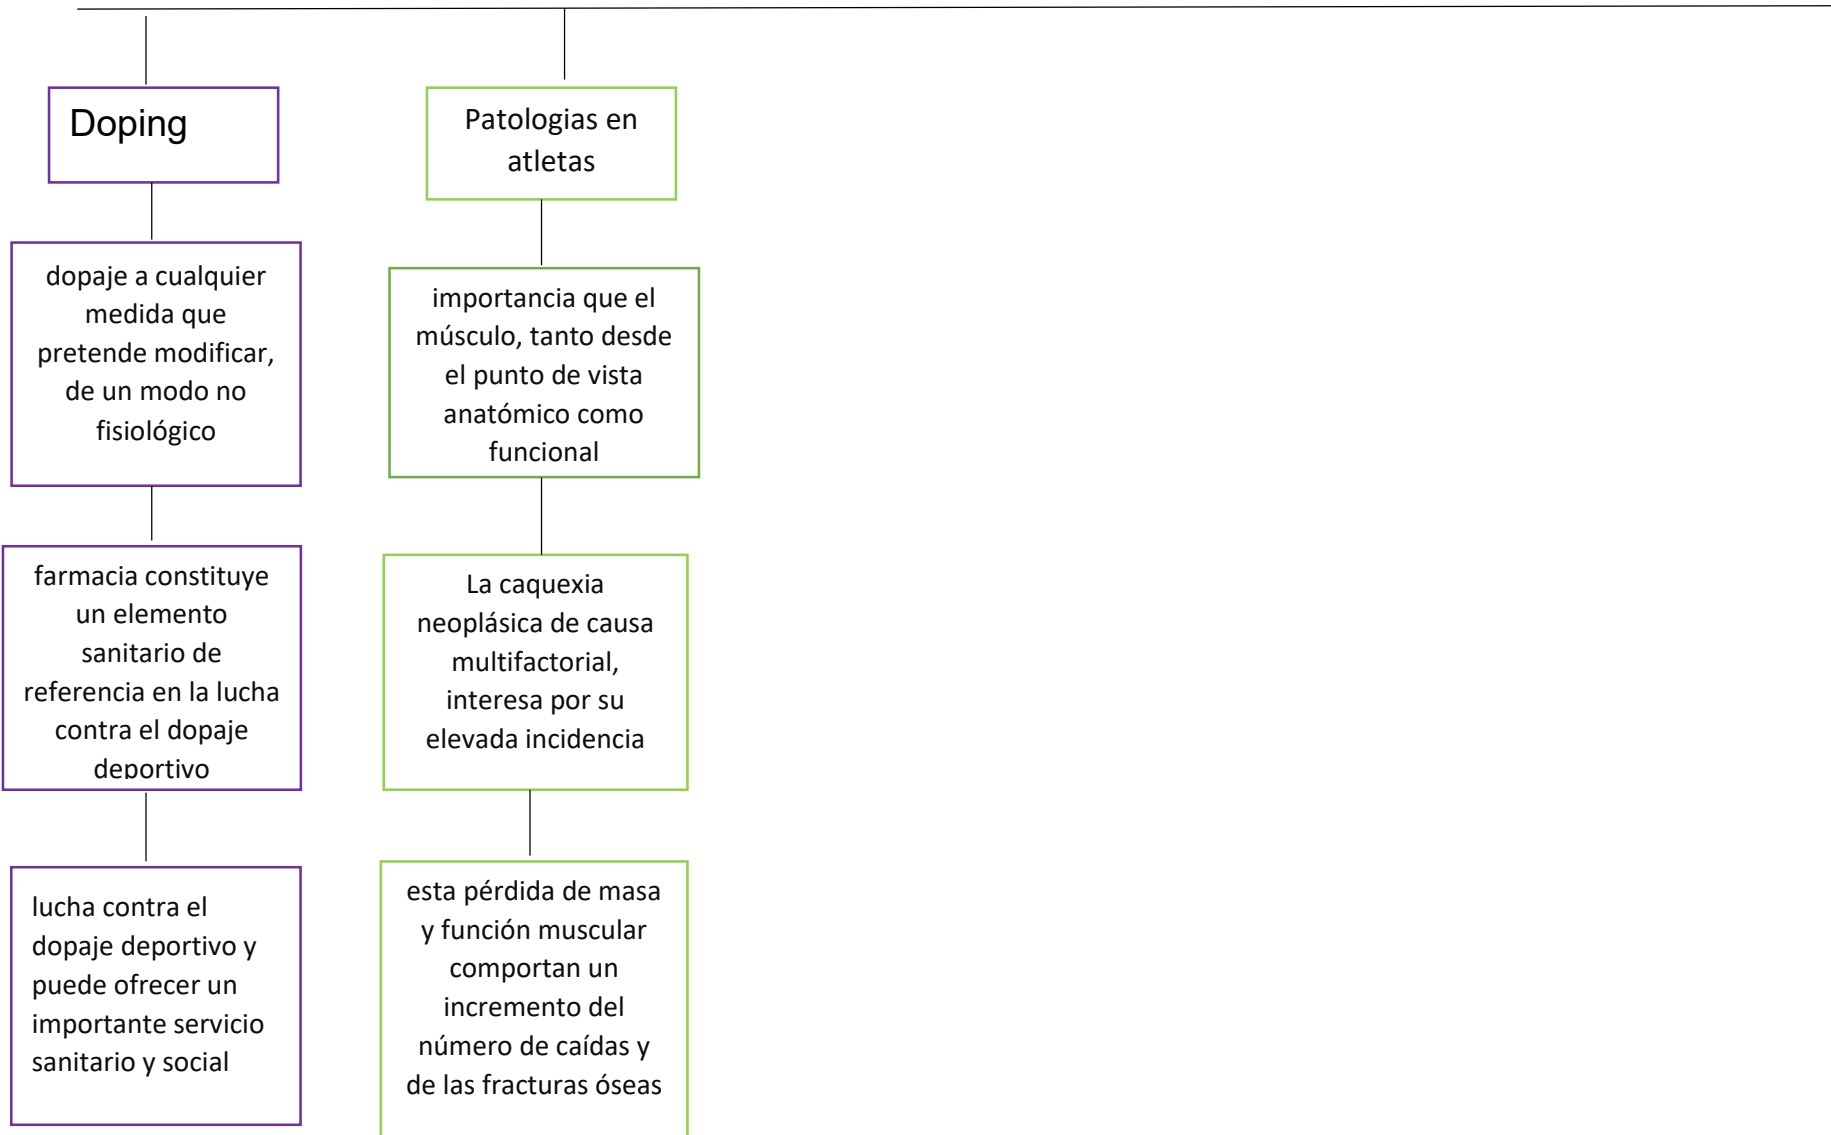 Doping
dopaje a cualquier
medida que
pretende modificar,
de un modo no
fisiológico
farmacia constituye
un elemento
sanitario de
referencia en la lucha
contra el dopaje
deportivo
lucha contra el
dopaje deportivo y
puede ofrecer un
importante servicio
sanitario y social
Patologias en
atletas
importancia que el
músculo, tanto desde
el punto de vista
anatómico como
funcional
La caquexia
neoplásica de causa
multifactorial,
interesa por su
elevada incidencia
esta pérdida de masa
y función muscular
comportan un
incremento del
número de caídas y
de las fracturas óseas